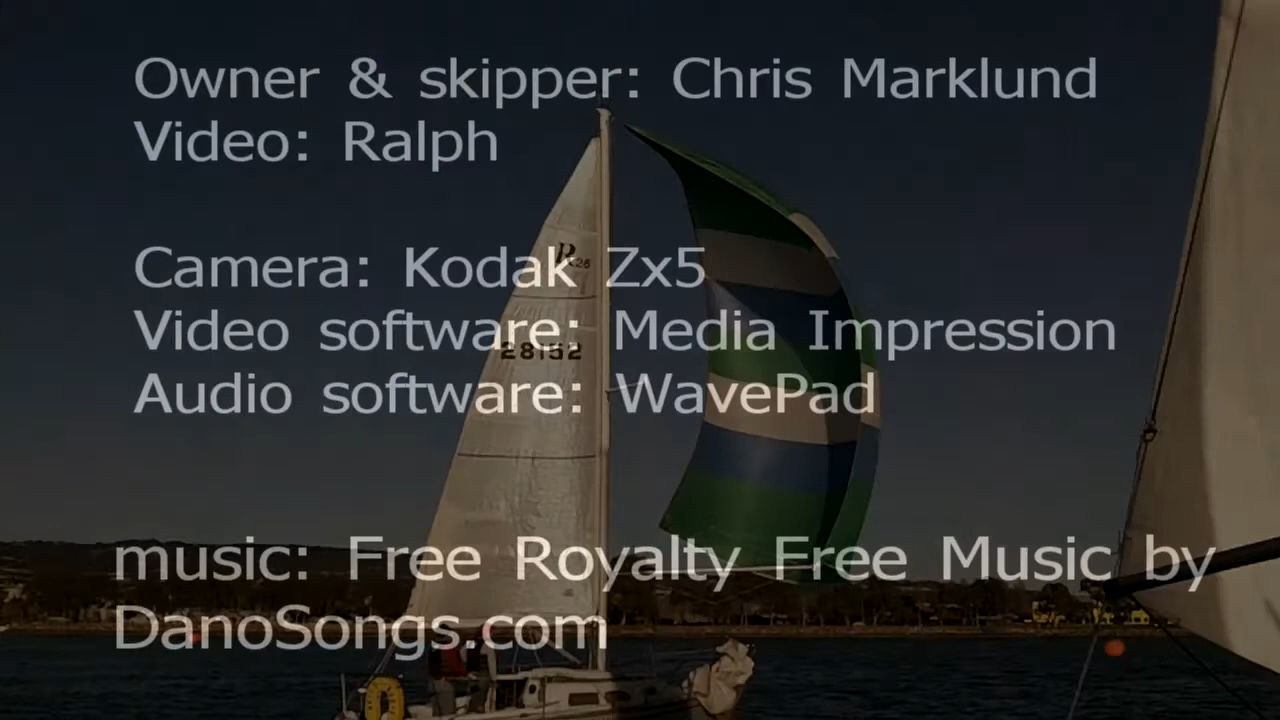 Owner & skipper: Chris Marklund
Video: Ralph
Camera: Kodak Zx5
R26
Video software: Media Impression
28152
Audio software: WavePad
music: Free Royalty Free Music by
DanoSongs.com